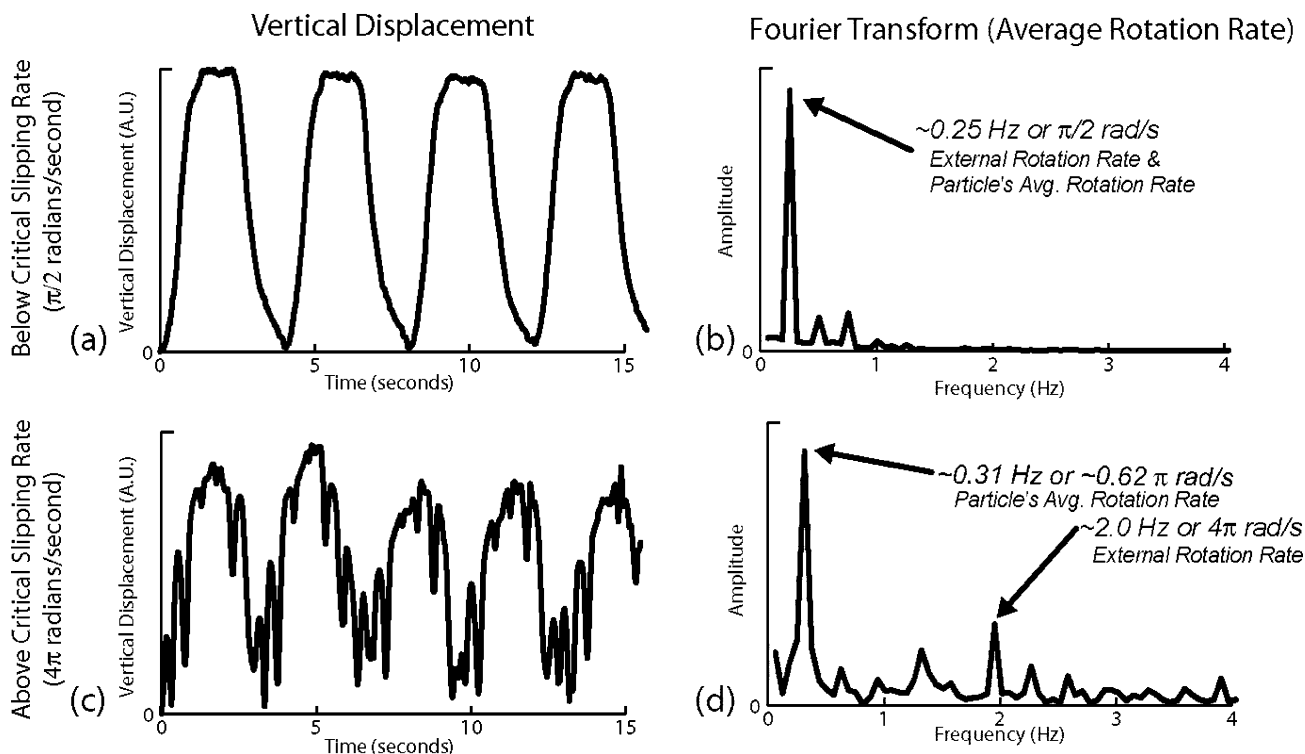 Vertical Displacement
Fourier Transform (Average Rotation Rate)
Below Critical Slipping Rate
(π/2 radians/second)
(a)
Vertical Displacement (A.U.)
0
0
5
10
15
Time (seconds)
(b)
Amplitude
0
~0.25 Hz or π/2 rad/s
External Rotation Rate &
Particle's Avg. Rotation Rate
0
1
2
3
4
Frequency (Hz)
Above Critical Slipping Rate
(4π radians/second)
(c)
Vertical Displacement (A.U.)
0
0
5
10
15
Time (seconds)
(d)
Amplitude
0
~0.31 Hz or ~0.62 π rad/s
Particle's Avg. Rotation Rate
~2.0 Hz or 4π rad/s
External Rotation Rate
0
1
2
3
4
Frequency (Hz)